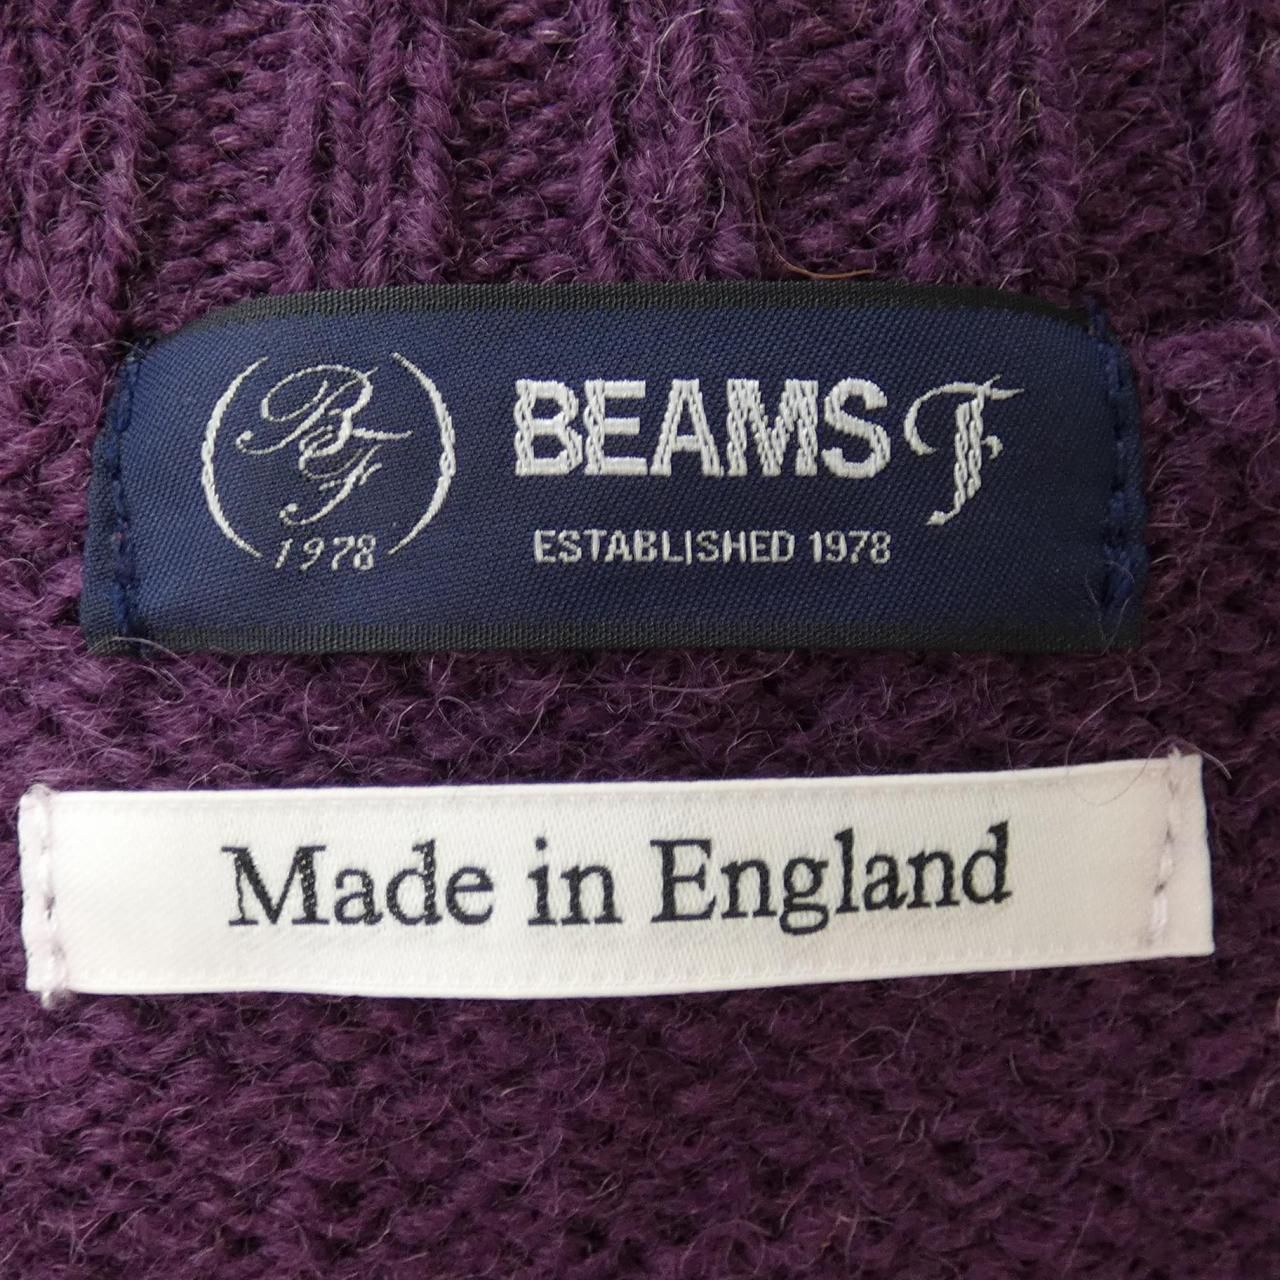 BF
1978
BEAMS F
ESTABLISHED 1978
Made in England